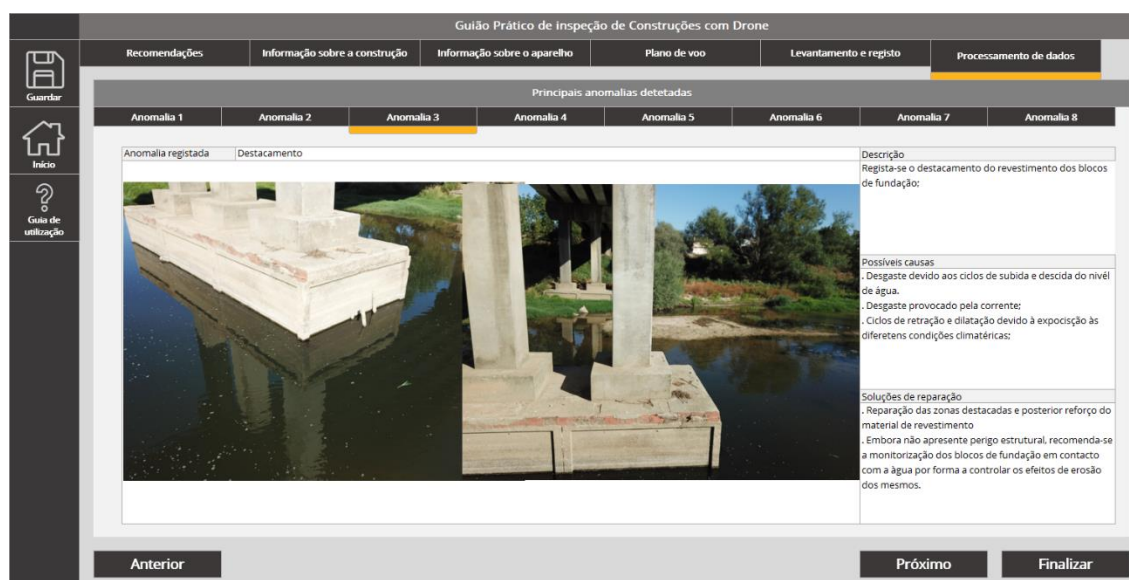 Guião Prático de inspeção de Construções com Drone
Recomendações
Informação sobre a construção
Informação sobre o aparelho
Plano de voo
Levantamento e registo
Processamento de dados
Guardar
Início
Guia de
utilização
Principais anomalias detetadas
Anomalia 1
Anomalia 2
Anomalia 3
Anomalia 4
Anomalia 5
Anomalia 6
Anomalia 7
Anomalia 8
Anomalia registada
Destacamento
Descrição
Regista-se o destacamento do revestimento dos blocos
de fundação;
Possíveis causas
. Desgaste devido aos ciclos de subida e descida do nivél
de água.
. Desgaste provocado pela corrente;
. Ciclos de retração e dilatação devido à expocisção às
diferetens condições climatéricas;
Soluções de reparação
. Reparação das zonas destacadas e posterior reforço do
material de revestimento
. Embora não apresente perigo estrutural, recomenda-se
a monitorização dos blocos de fundação em contacto
com a àgua por forma a controlar os efeitos de erosão
dos mesmos.
Anterior
Próximo
Finalizar